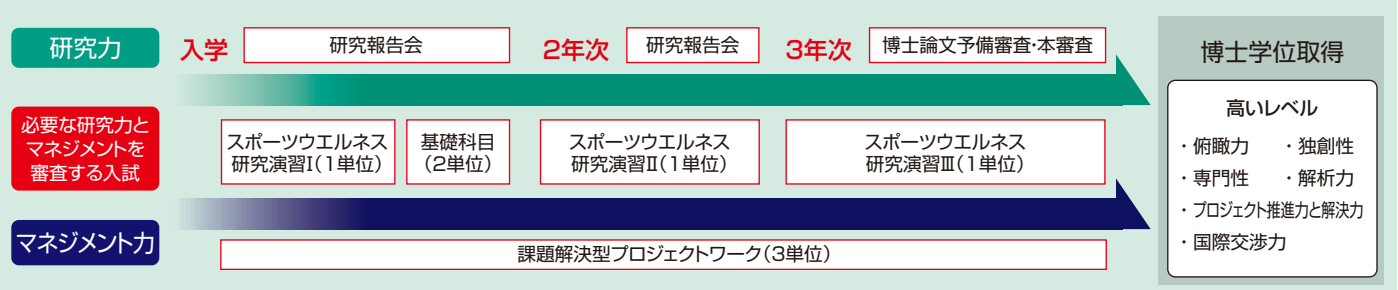 研究力
入学
研究報告会
2年次
研究報告会
3年次
博士論文予備審査・本審査
必要な研究力と
マネジメントを
審査する入試
スポーツウエルネス
研究演習Ⅰ(1単位)
基礎科目
(2単位)
スポーツウエルネス
研究演習Ⅱ(1単位)
スポーツウエルネス
研究演習Ⅲ(1単位)
マネジメント力
課題解決型プロジェクトワーク(3単位)
博士学位取得
高いレベル
・俯瞰力 ・独創性
・専門性 ・解析力
・プロジェクト推進力と解決力
・国際交渉力